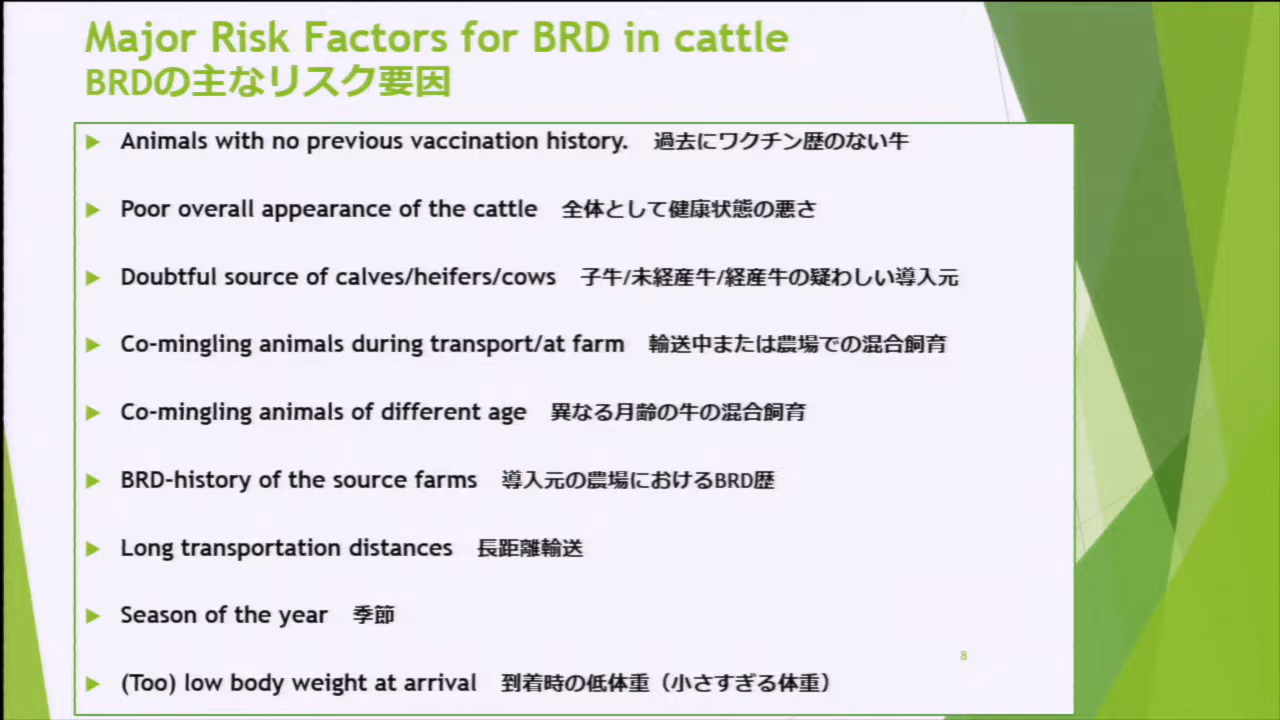 Major Risk Factors for BRD in cattle
BRDの主なリスク要因
Animals with no previous vaccination history. 過去にワクチン歴のない牛
Poor overall appearance of the cattle 全体として健康状態の悪さ
Doubtful source of calves/heifers/cows 子牛/未経産牛/経産牛の疑わしい導入元
Co-mingling animals during transport/at farm 輸送中または農場での混合飼育
Co-mingling animals of different age 異なる月齢の牛の混合飼育
BRD-history of the source farms 導入元の農場におけるBRD歴
Long transportation distances 長距離輸送
Season of the year 季節
8
(Too) low body weight at arrival 到着時の低体重（小さすぎる体重）